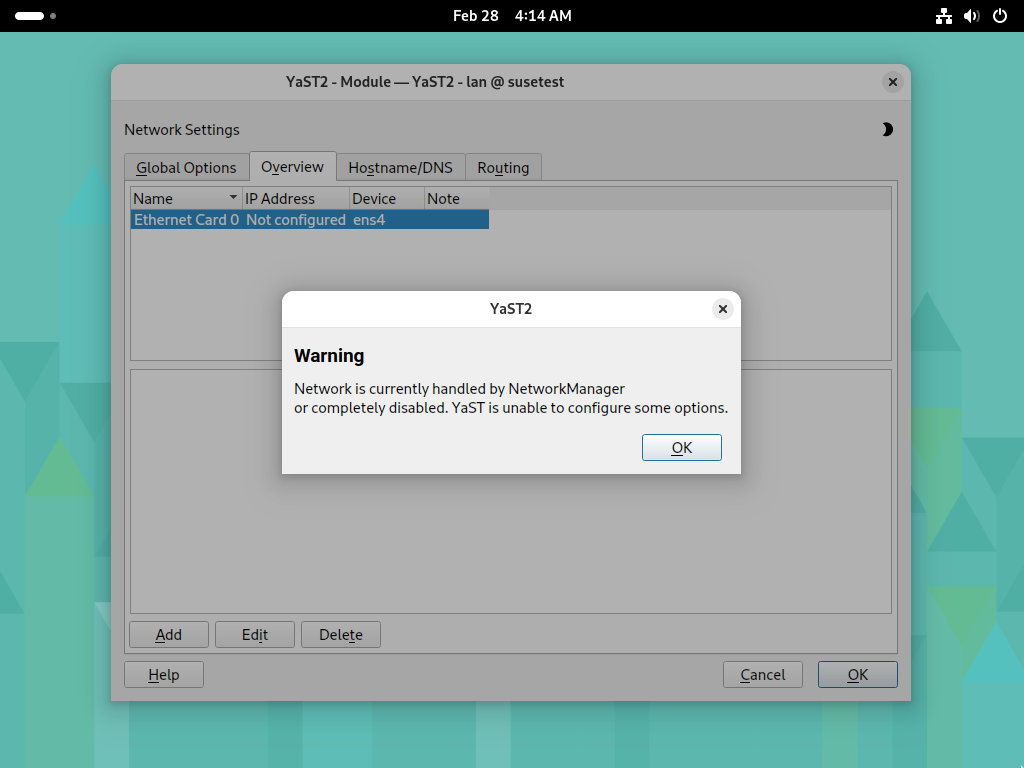 Feb 28 4:14 AM
YaST2 - Module — YaST2 - lan @ susetest
Network Settings
Global Options Overview Hostname/DNS Routing
Name IP Address Device Note
Ethernet Card 0 Not configured ens4
YaST2
Warning
Network is currently handled by NetworkManager
or completely disabled. YaST is unable to configure some options.
OK
Add Edit Delete
Help Cancel OK